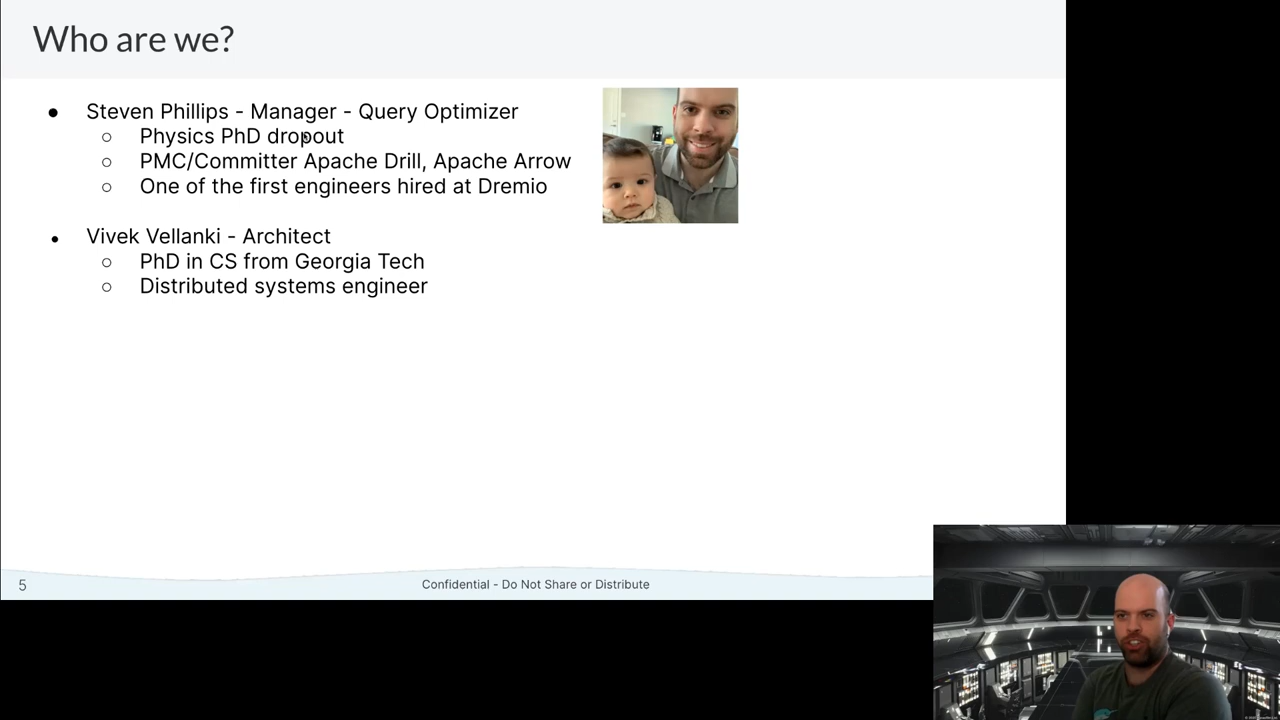 Who are we?
● Steven Phillips - Manager - Query Optimizer
○ Physics PhD dropout
○ PMC/Committer Apache Drill, Apache Arrow
○ One of the first engineers hired at Dremio
● Vivek Vellanki - Architect
○ PhD in CS from Georgia Tech
○ Distributed systems engineer
5
Confidential - Do Not Share or Distribute